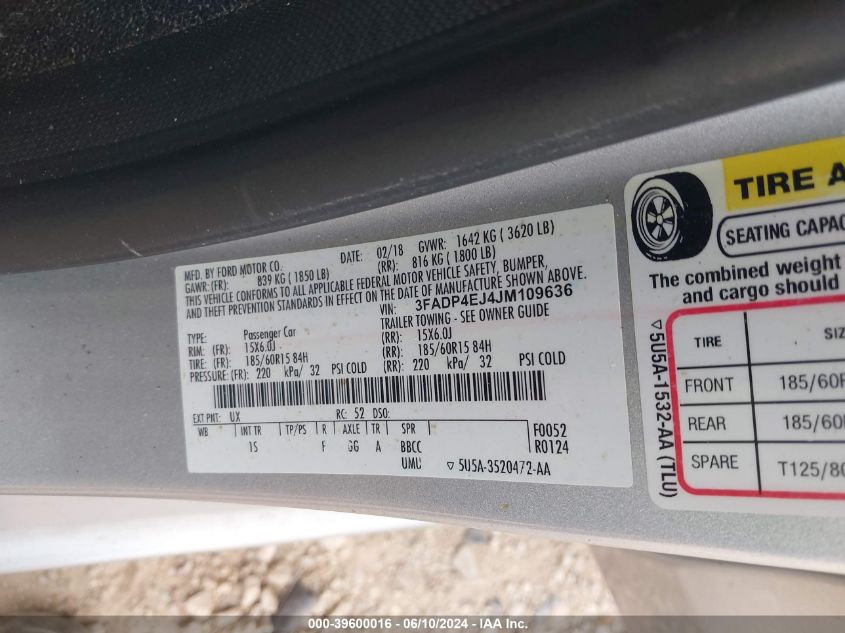 MFD. BY FORD MOTOR CO.
DATE: 02/18 GVWR: 1642 KG ( 3620 LB)
GAWR: (FR): 839 KG ( 1850 LB) (RR): 816 KG ( 1800 LB)
THIS VEHICLE CONFORMS TO ALL APPLICABLE FEDERAL MOTOR VEHICLE SAFETY, BUMPER,
AND THEFT PREVENTION STANDARDS IN EFFECT ON THE DATE OF MANUFACTURE SHOWN ABOVE.
VIN: 3FADP4EJ4JM109636
TYPE: Passenger Car TRAILER TOWING - SEE OWNER GUIDE
RIM: (FR): 15X6.0J (RR): 15X6.0J
TIRE: (FR): 185/60R15 84H (RR): 185/60R15 84H
PRESSURE: (FR): 220 kPa/ 32 PSI COLD (RR): 220 kPa/ 32 PSI COLD
EXT PNT: UX RC: 52 DSO:
WB INT TR TP/PS R AXLE TR SPR F0052
IS F GG A BBCC R0124
UMU ▽ 5U5A-3520472-AA
TIRE A
SEATING CAPAC
The combined weight
and cargo should
▽5U5A-1532-AA (TLU)
TIRE SIZ
FRONT 185/60R
REAR 185/60
SPARE T125/80
000-39600016 - 06/10/2024 - IAA Inc.